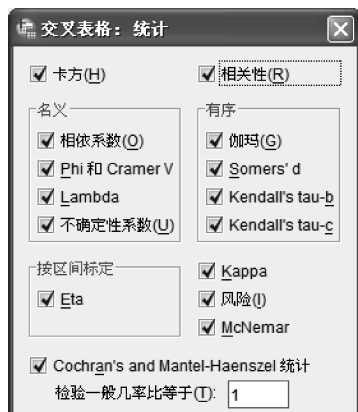 交叉表格：统计
卡方(H) 相关性(R)
名义 有序
相依系数(O) 伽玛(G)
Phi 和 Cramer V Somers' d
Lambda Kendall's tau-b
不确定性系数(U) Kendall's tau-c
按区间标定 Kappa
Eta 风险(I)
McNemar
Cochran's and Mantel-Haenszel 统计
检验一般几率比等于(T): 1